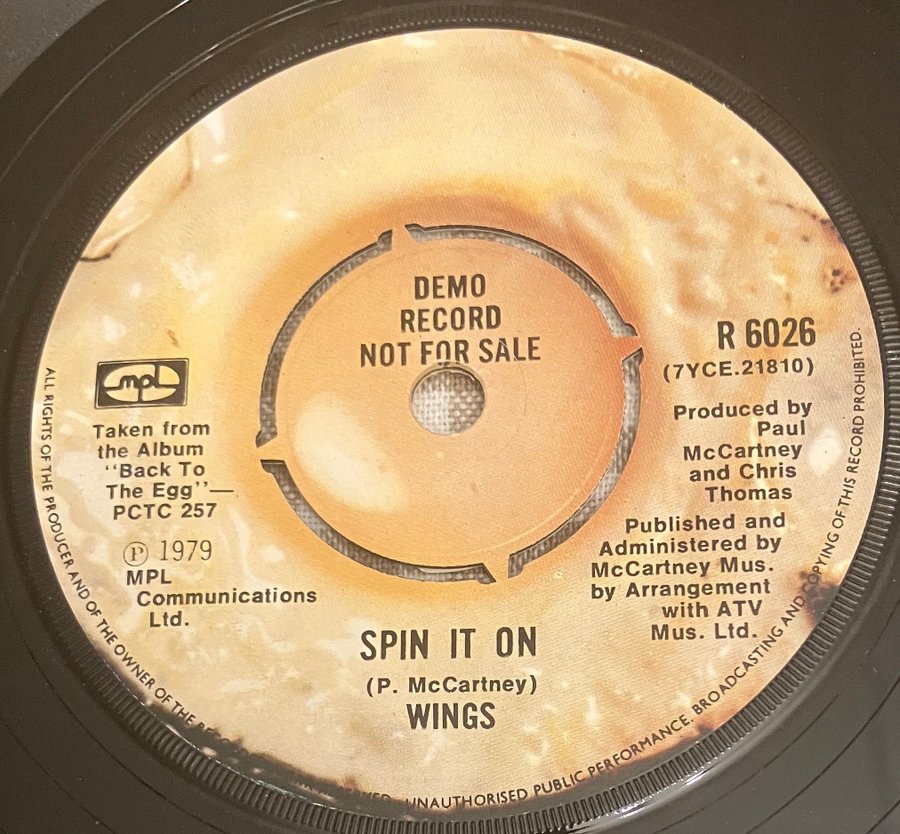 DEMO
RECORD
NOT FOR SALE
mpl
Taken from
the Album
"Back To
The Egg"—
PCTC 257
Ⓟ 1979
MPL
Communications
Ltd.
R 6026
(7YCE.21810)
Produced by
Paul
McCartney
and Chris
Thomas
Published and
Administered by
McCartney Mus.
by Arrangement
with ATV
Mus. Ltd.
SPIN IT ON
(P. McCartney)
WINGS
ALL RIGHTS OF THE PRODUCER AND OF THE OWNER OF THE UNAUTHORISED PUBLIC PERFORMANCE, BROADCASTING AND COPYING OF THIS RECORD PROHIBITED.